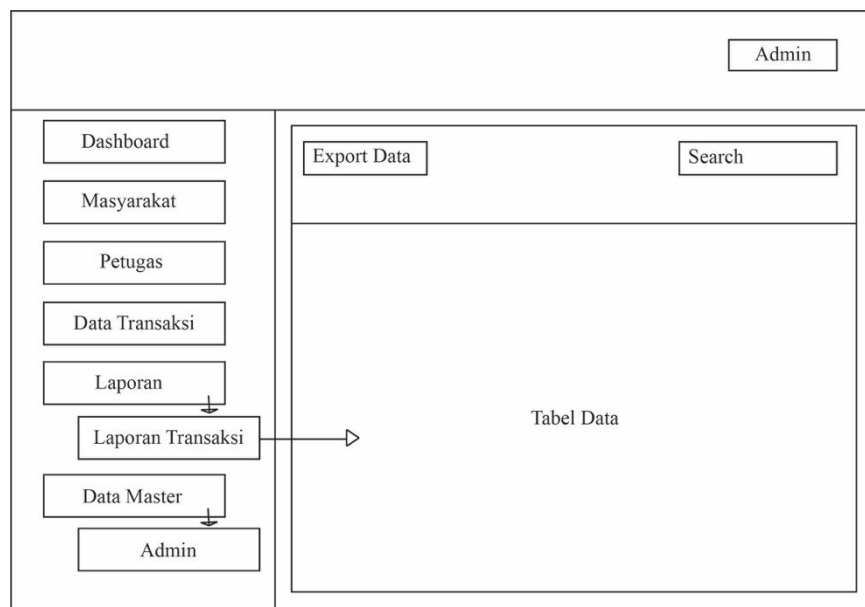 Admin
Dashboard
Masyarakat
Petugas
Data Transaksi
Laporan
Laporan Transaksi
Data Master
Admin
Export Data
Search
Tabel Data